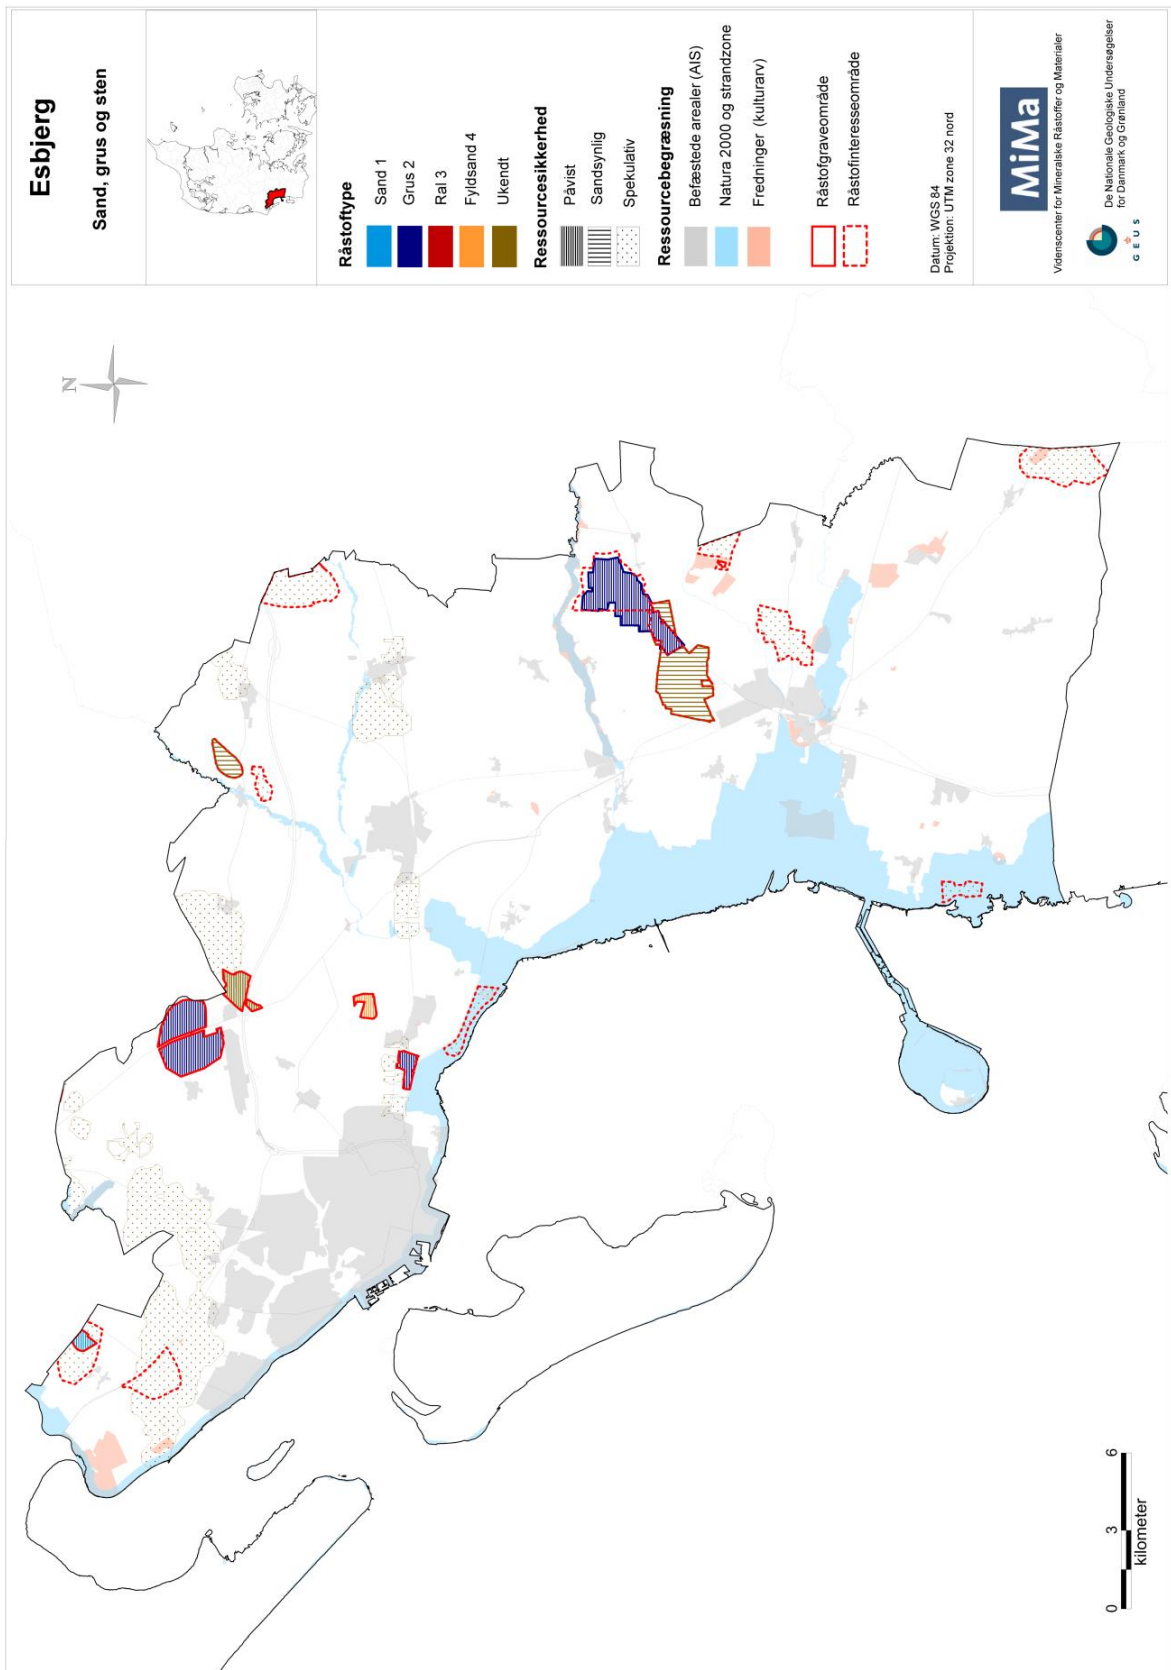 Esbjerg
Sand, grus og sten
Råstoftype
Sand 1
Grus 2
Ral 3
Fyldsand 4
Ukendt
Ressourcesikkerhed
Påvist
Sandsynlig
Spekulativ
Ressourcebegræsning
Befæstede arealer (AIS)
Natura 2000 og strandzone
Fredninger (kulturarv)
Råstofgraveområde
Råstofinteresseområde
Datum: WGS 84
Projektion: UTM zone 32 nord
MiMa
Videnscenter for Mineralske Råstoffer og Materialer
G E U S
De Nationale Geologiske Undersøgelser
for Danmark og Grønland
N
0 3 6
kilometer